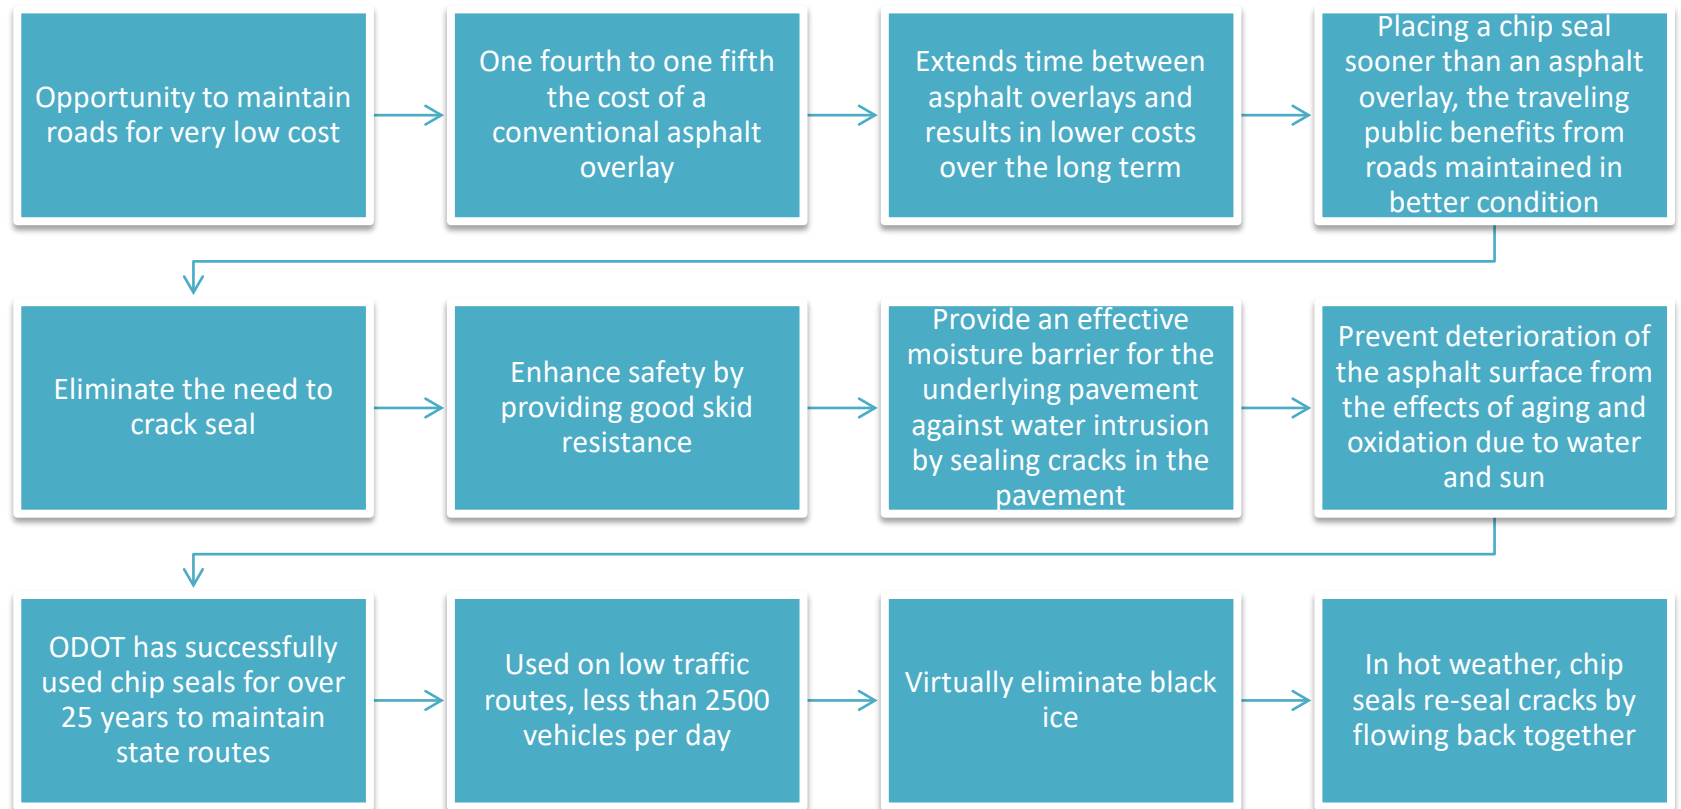 Opportunity to maintain
roads for very low cost
One fourth to one fifth
the cost of a
conventional asphalt
overlay
Extends time between
asphalt overlays and
results in lower costs
over the long term
Placing a chip seal
sooner than an asphalt
overlay, the traveling
public benefits from
roads maintained in
better condition
Eliminate the need to
crack seal
Enhance safety by
providing good skid
resistance
Provide an effective
moisture barrier for the
underlying pavement
against water intrusion
by sealing cracks in the
pavement
Prevent deterioration of
the asphalt surface from
the effects of aging and
oxidation due to water
and sun
ODOT has successfully
used chip seals for over
25 years to maintain
state routes
Used on low traffic
routes, less than 2500
vehicles per day
Virtually eliminate black
ice
In hot weather, chip
seals re-seal cracks by
flowing back together